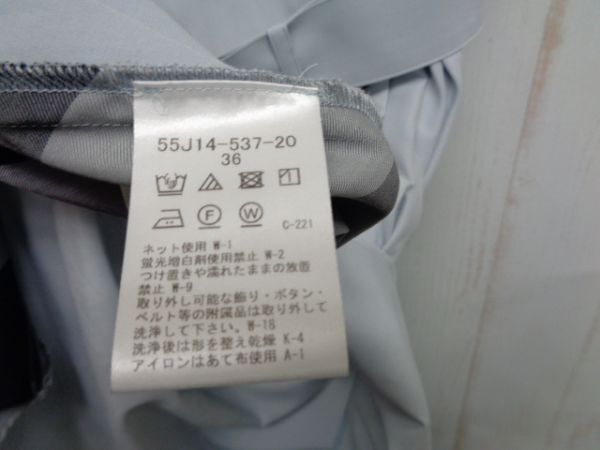 55J14-537-20
36
F W C-221
ネット使用 W-1
蛍光増白剤使用禁止 W-2
つけ置きや濡れたままの放置
禁止 W-9
取り外し可能な飾り・ボタン・
ベルト等の附属品は取り外して
洗浄して下さい。W-18
洗浄後は形を整え乾燥 K-4
アイロンはあて布使用 A-1